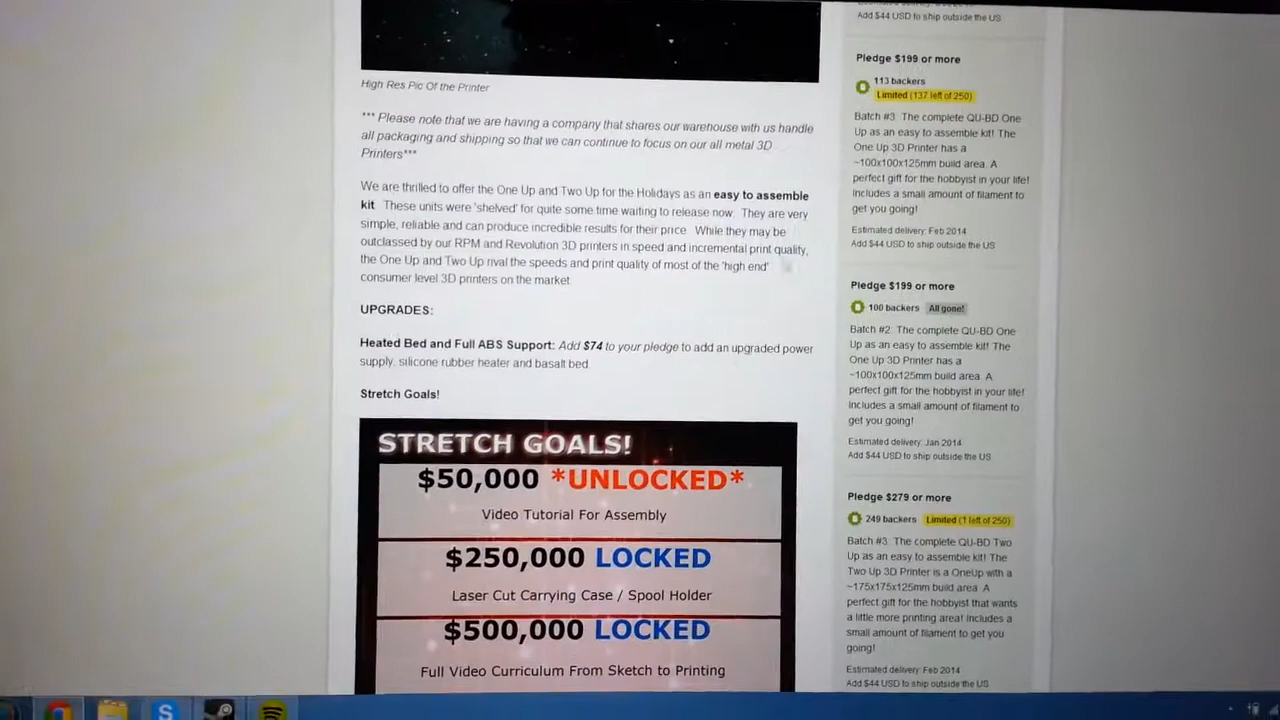 High Res Pic Of the Printer
*** Please note that we are having a company that shares our warehouse with us handle
all packaging and shipping so that we can continue to focus on our all metal 3D
Printers***
We are thrilled to offer the One Up and Two Up for the Holidays as an easy to assemble
kit. These units were 'shelved' for quite some time waiting to release now. They are very
simple, reliable and can produce incredible results for their price. While they may be
outclassed by our RPM and Revolution 3D printers in speed and incremental print quality,
the One Up and Two Up rival the speeds and print quality of most of the 'high end'
consumer level 3D printers on the market.
UPGRADES:
Heated Bed and Full ABS Support: Add $74 to your pledge to add an upgraded power
supply, silicone rubber heater and basalt bed.
Stretch Goals!
STRETCH GOALS!
$50,000 *UNLOCKED*
Video Tutorial For Assembly
$250,000 LOCKED
Laser Cut Carrying Case / Spool Holder
$500,000 LOCKED
Full Video Curriculum From Sketch to Printing
Add $44 USD to ship outside the US
Pledge $199 or more
113 backers
Limited (137 left of 250)
Batch #3: The complete QU-BD One
Up as an easy to assemble kit! The
One Up 3D Printer has a
~100x100x125mm build area. A
perfect gift for the hobbyist in your life!
Includes a small amount of filament to
get you going!
Estimated delivery: Feb 2014
Add $44 USD to ship outside the US
Pledge $199 or more
100 backers All gone!
Batch #2: The complete QU-BD One
Up as an easy to assemble kit! The
One Up 3D Printer has a
~100x100x125mm build area. A
perfect gift for the hobbyist in your life!
Includes a small amount of filament to
get you going!
Estimated delivery: Jan 2014
Add $44 USD to ship outside the US
Pledge $279 or more
249 backers Limited (1 left of 250)
Batch #3: The complete QU-BD Two
Up as an easy to assemble kit! The
Two Up 3D Printer is a OneUp with a
~175x175x125mm build area. A
perfect gift for the hobbyist that wants
a little more printing area! Includes a
small amount of filament to get you
going!
Estimated delivery: Feb 2014
Add $44 USD to ship outside the US